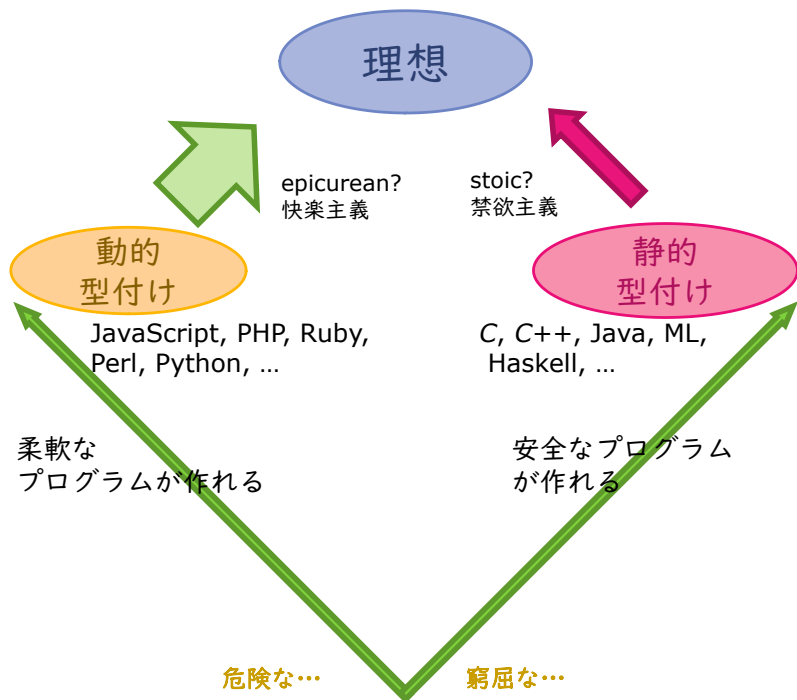 理想
epicurean?
快楽主義
stoic?
禁欲主義
動的
型付け
静的
型付け
JavaScript, PHP, Ruby,
Perl, Python, …
C, C++, Java, ML,
Haskell, …
柔軟な
プログラムが作れる
安全なプログラム
が作れる
危険な…
窮屈な…